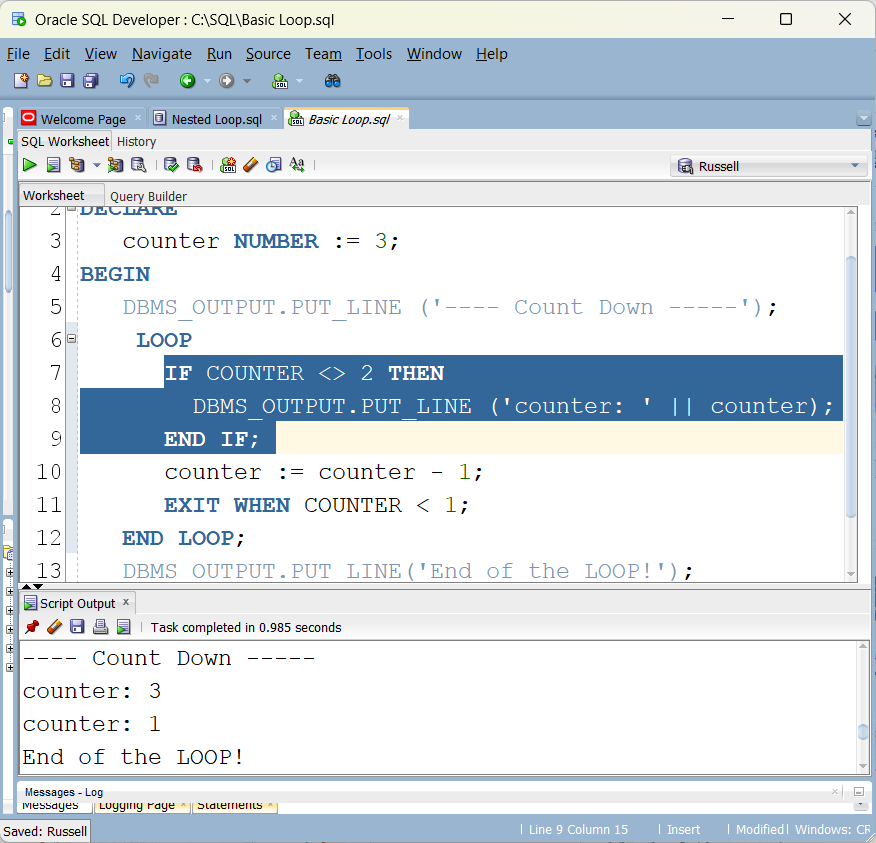 Oracle SQL Developer : C:\SQL\Basic Loop.sql
File Edit View Navigate Run Source Team Tools Window Help
Welcome Page Nested Loop.sql Basic Loop.sql
SQL Worksheet History
Russell
Worksheet Query Builder
2 DECLARE
3 counter NUMBER := 3;
4 BEGIN
5 DBMS_OUTPUT.PUT_LINE ('---- Count Down -----');
6 LOOP
7 IF COUNTER <> 2 THEN
8 DBMS_OUTPUT.PUT_LINE ('counter: ' || counter);
9 END IF;
10 counter := counter - 1;
11 EXIT WHEN COUNTER < 1;
12 END LOOP;
13 DBMS_OUTPUT.PUT_LINE('End of the LOOP!');
Script Output
Task completed in 0.985 seconds
---- Count Down -----
counter: 3
counter: 1
End of the LOOP!
Messages - Log
Messages Logging Page Statements
Saved: Russell Line 9 Column 15 Insert Modified Windows: CR